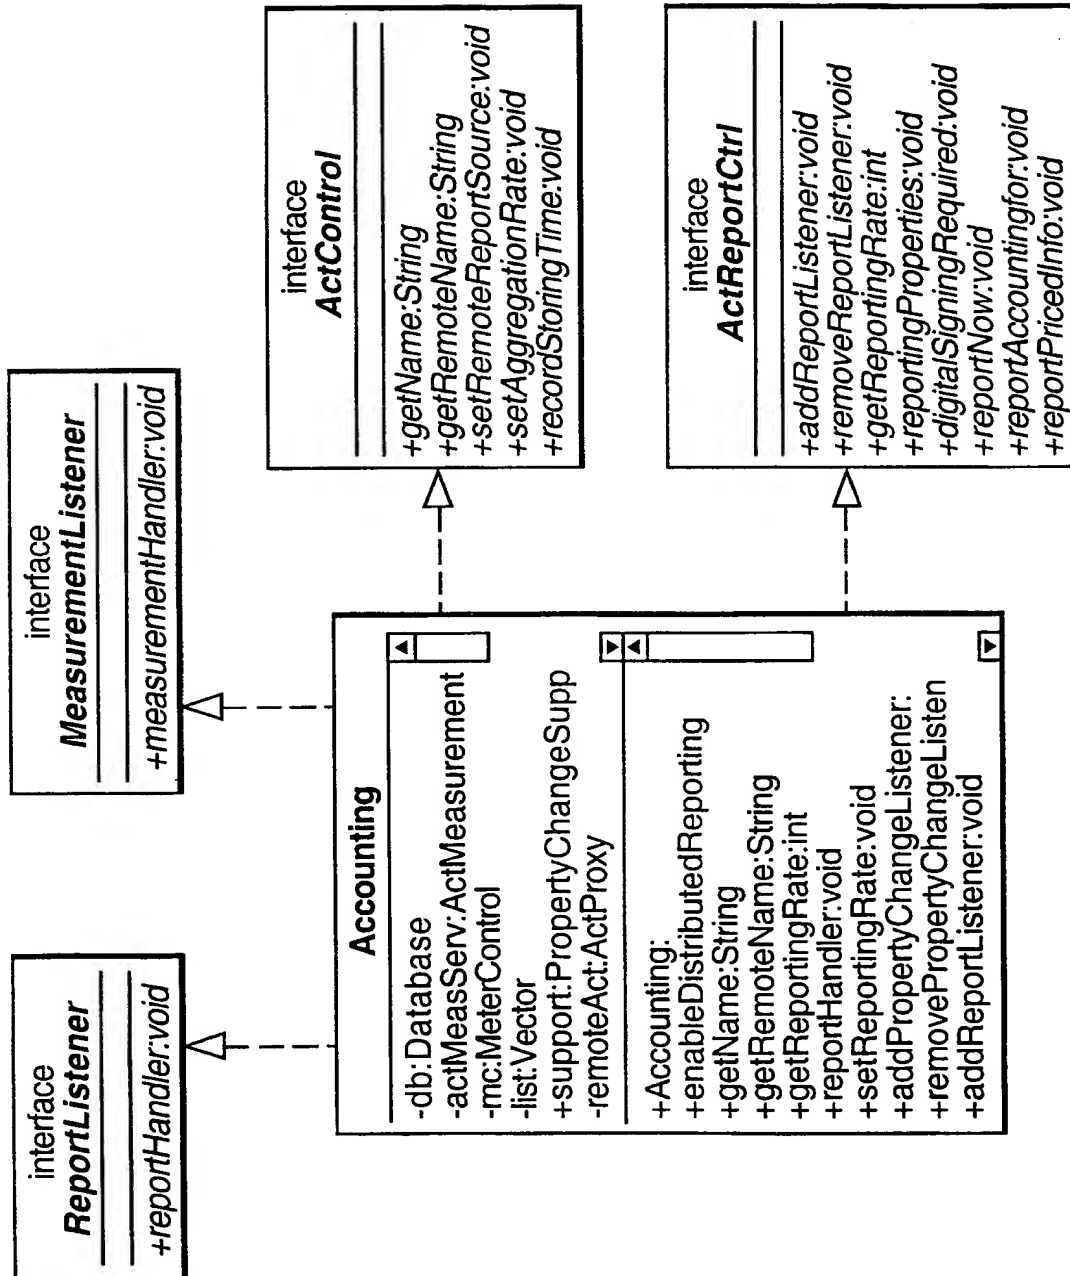 interface
ReportListener
+reportHandler:void
interface
MeasurementListener
+measurementHandler:void
Accounting
-db:Database
-actMeasServ:ActMeasurement
-mc:MeterControl
-list:Vector
+support:PropertyChangeSupp
-remoteAct:ActProxy
+Accounting:
+enableDistributedReporting
+getName:String
+getRemoteName:String
+getReportingRate:int
+reportHandler:void
+setReportingRate:void
+addPropertyChangeListener:
+removePropertyChangeListen
+addReportListener:void
interface
ActControl
+getName:String
+getRemoteName:String
+setRemoteReportSource:void
+setAggregationRate:void
+recordStoringTime:void
interface
ActReportCtrl
+addReportListener:void
+removeReportListener:void
+getReportingRate:int
+reportingProperties:void
+digitalSigningRequired:void
+reportNow:void
+reportAccountingfor:void
+reportPricedInfo:void